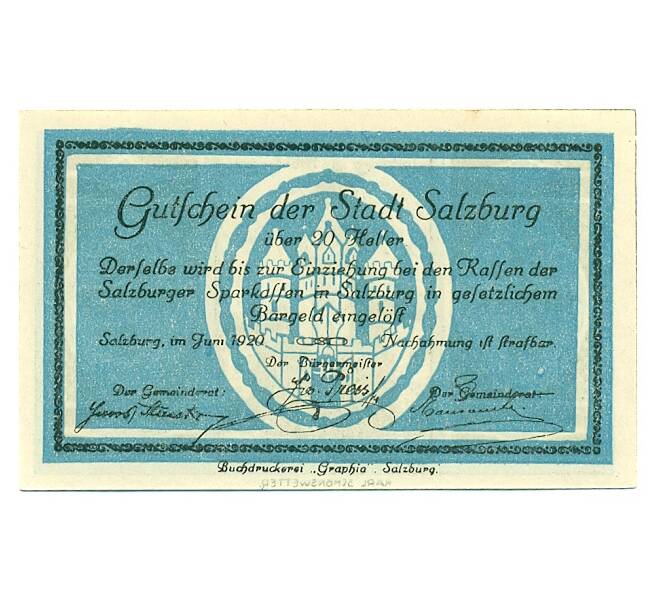 Gutſchein der Stadt Salzburg
über 20 Heller
Derſelbe wird bis zur Einziehung bei den Kaſſen der
Salzburger Sparkaſſen in Salzburg in geſetzlichem
Bargeld eingelöſt
Salzburg, im Juni 1920 Nachahmung iſt ſtrafbar.
Der Bürgermeiſter
Der Gemeinderat: Der Gemeinderat
Preis
Buchdruckerei „Graphia“, Salzburg.